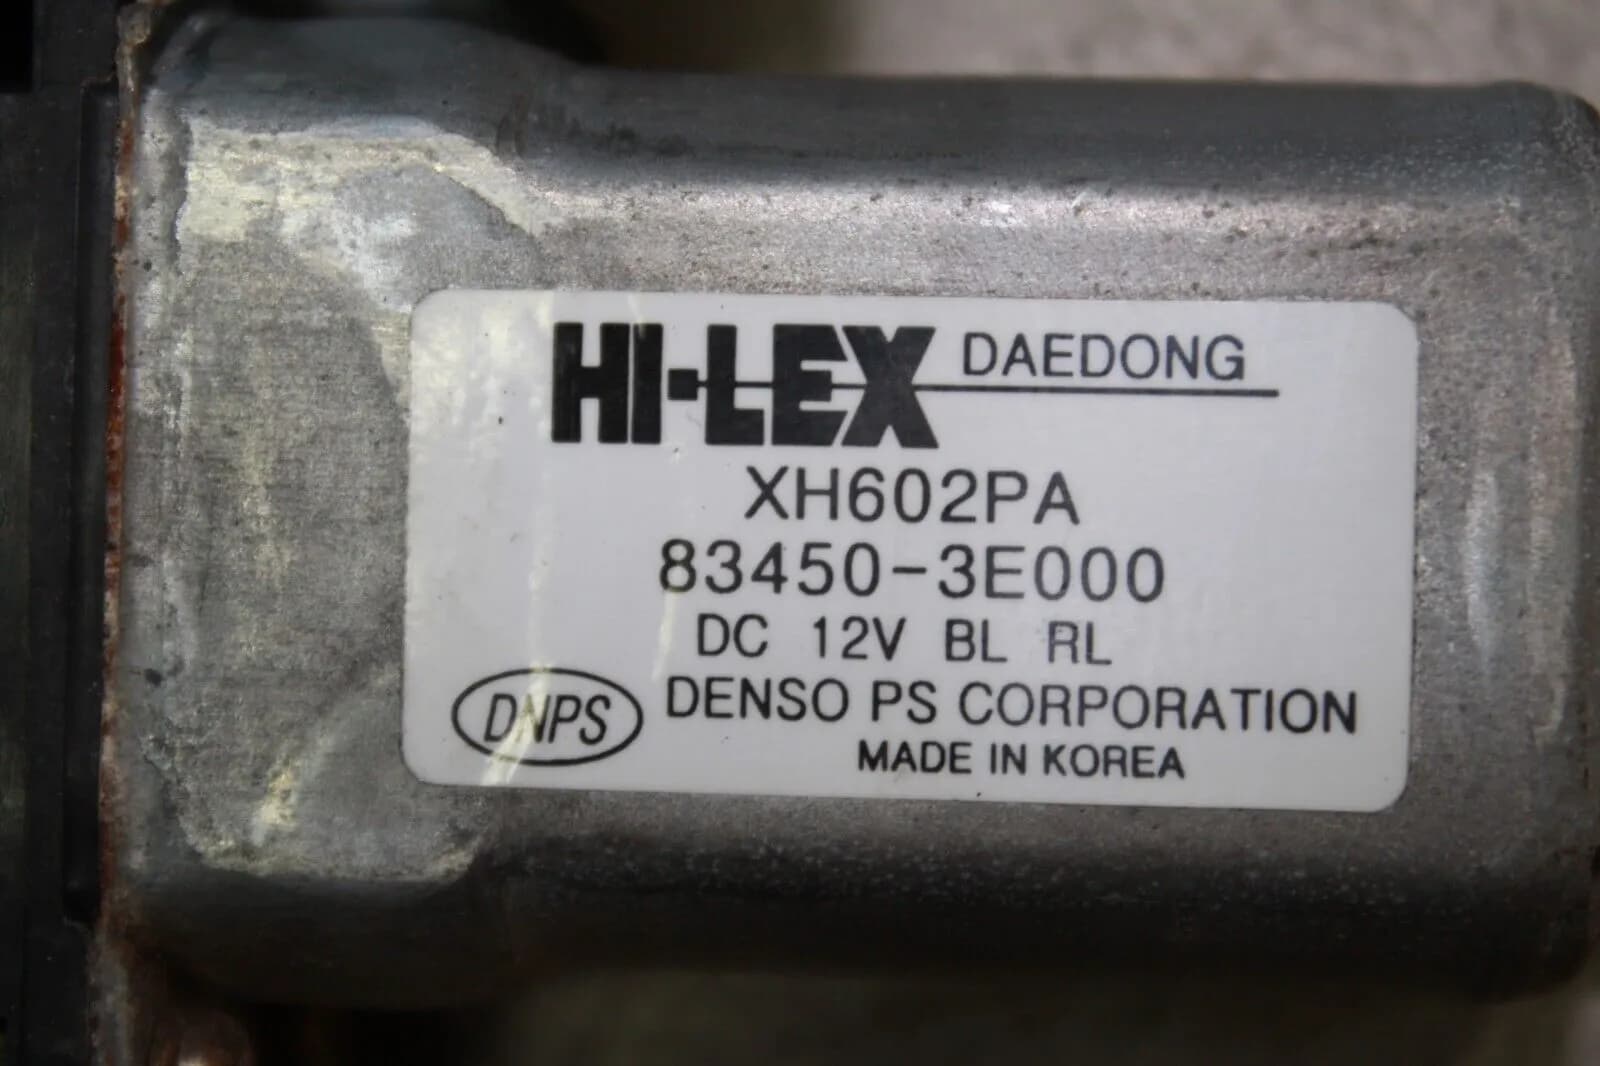 HI-LEX DAEDONG
XH602PA
83450-3E000
DC 12V BL RL
DNPS DENSO PS CORPORATION
MADE IN KOREA